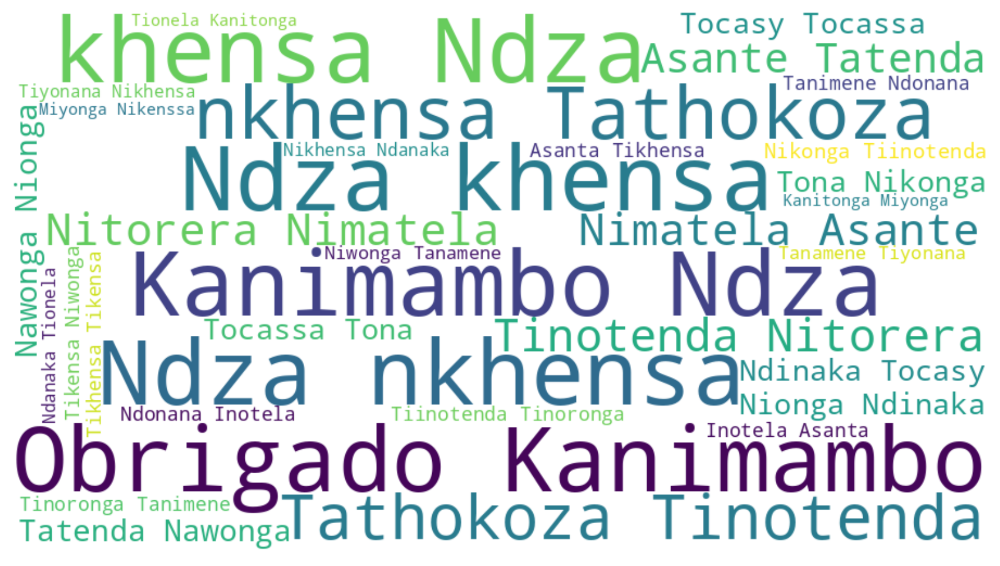 Tionela Kanitonga
khensa Ndza
Tocasy Tocassa
Asante Tatenda
Tanimene Ndonana
Tiyonana Nikhensa
Miyonga Nikenssa
nkhensa Tathokoza
Nawonga Nionga
Nikhensa Ndanaka
Asanta Tikhensa
Nikonga Tiinotenda
Ndza khensa
Tona Nikonga
Kanitonga Miyonga
Nitorera Nimatela
Nimatela Asante
Niwonga Tanamene
Tanamene Tiyonana
Kanimambo Ndza
Ndanaka Tionela
Tikensa Niwonga
Tikhensa Tikensa
Tocassa Tona
Tinotenda Nitorera
Ndza nkhensa
Ndinaka Tocasy
Nionga Ndinaka
Ndonana Inotela
Tiinotenda Tinoronga
Inotela Asanta
Obrigado Kanimambo
Tinoronga Tanimene
Tathokoza Tinotenda
Tatenda Nawonga